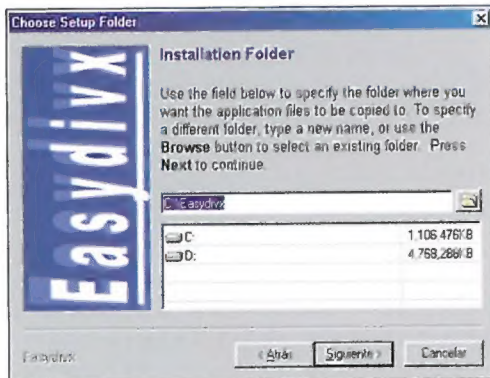 Choose Setup Folder
Easydivx
Installation Folder
Use the field below to specify the folder where you
want the application files to be copied to. To specify
a different folder, type a new name, or use the
Browse button to select an existing folder. Press
Next to continue.
C:\Easydivx
C: 1,106,476KB
D: 4,768,286KB
Easydivx
< Atrás
Siguiente >
Cancelar